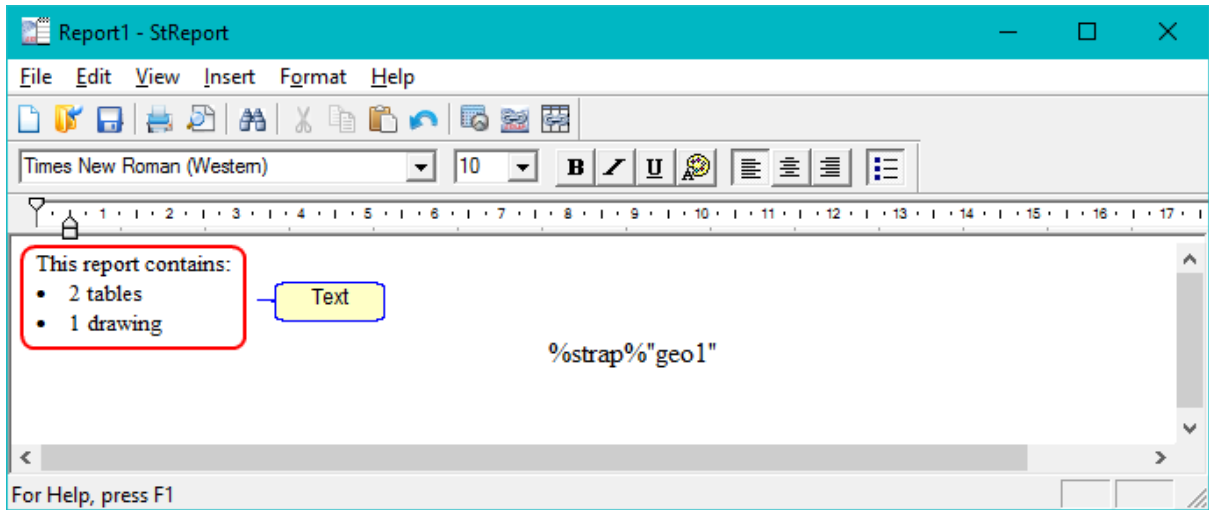 Report1 - StReport
File Edit View Insert Format Help
Times New Roman (Western) 10 B I U A
1 2 3 4 5 6 7 8 9 10 11 12 13 14 15 16 17
This report contains:
• 2 tables
• 1 drawing
Text
%strap%"geo1"
For Help, press F1